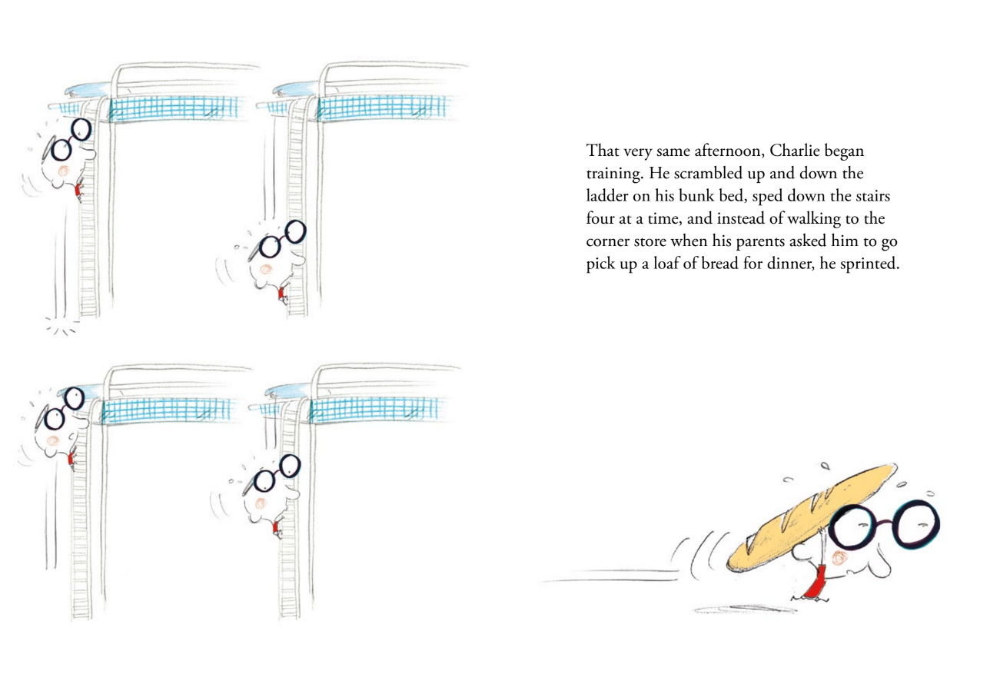 That very same afternoon, Charlie began
training. He scrambled up and down the
ladder on his bunk bed, sped down the stairs
four at a time, and instead of walking to the
corner store when his parents asked him to go
pick up a loaf of bread for dinner, he sprinted.